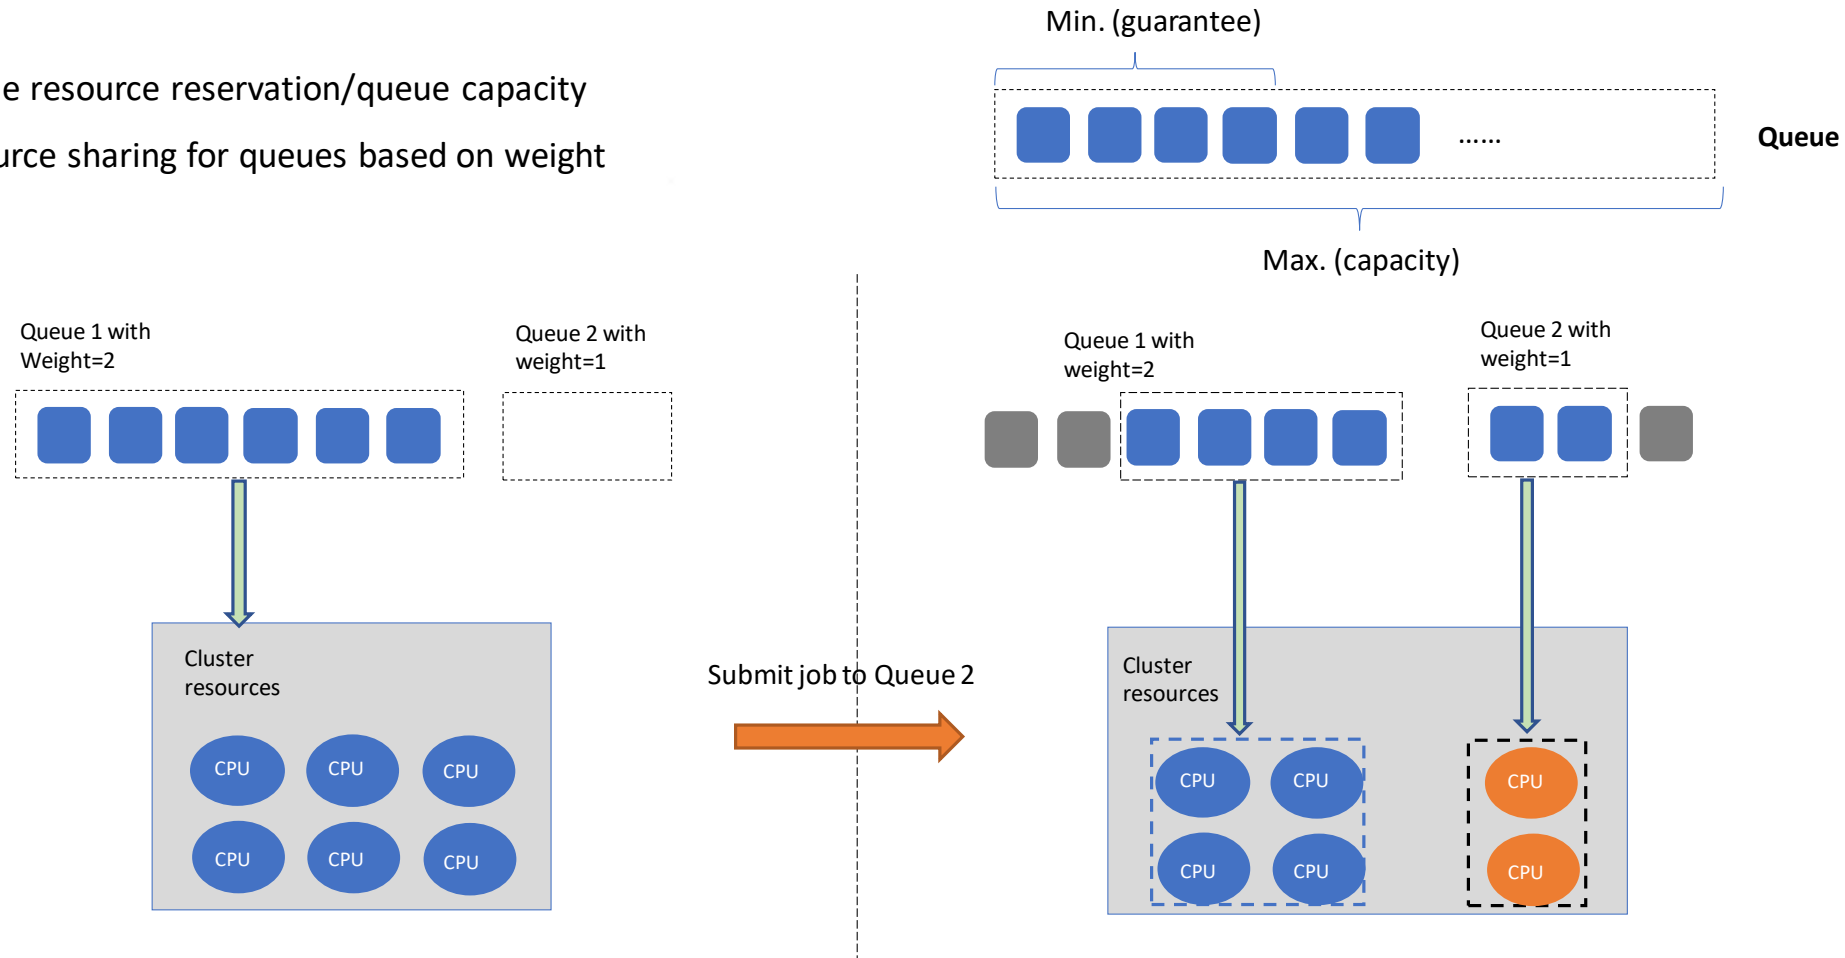 Min. (guarantee)
e resource reservation/queue capacity
urce sharing for queues based on weight
......
Queue
Max. (capacity)
Queue 1 with
Weight=2
Queue 2 with
weight=1
Queue 1 with
weight=2
Queue 2 with
weight=1
Cluster
resources
CPU
CPU
CPU
CPU
CPU
CPU
Submit job to Queue 2
Cluster
resources
CPU
CPU
CPU
CPU
CPU
CPU